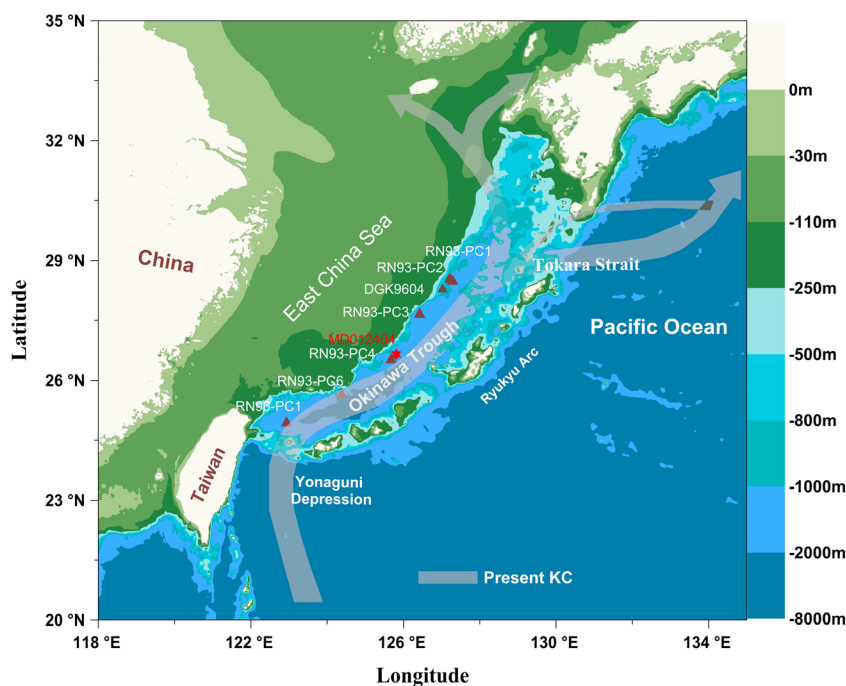 35 °N
32 °N
29 °N
26 °N
23 °N
20 °N
Latitude
118 °E
122 °E
126 °E
130 °E
134 °E
Longitude
0m
-30m
-110m
-250m
-500m
-800m
-1000m
-2000m
-8000m
China
East China Sea
RN93-PC1
RN93-PC2
DGK9604
RN93-PC3
MD012404
RN93-PC4
RN93-PC6
RN96-PC1
Okinawa Trough
Tokara Strait
Pacific Ocean
Ryukyu Arc
Taiwan
Yonaguni
Depression
Present KC